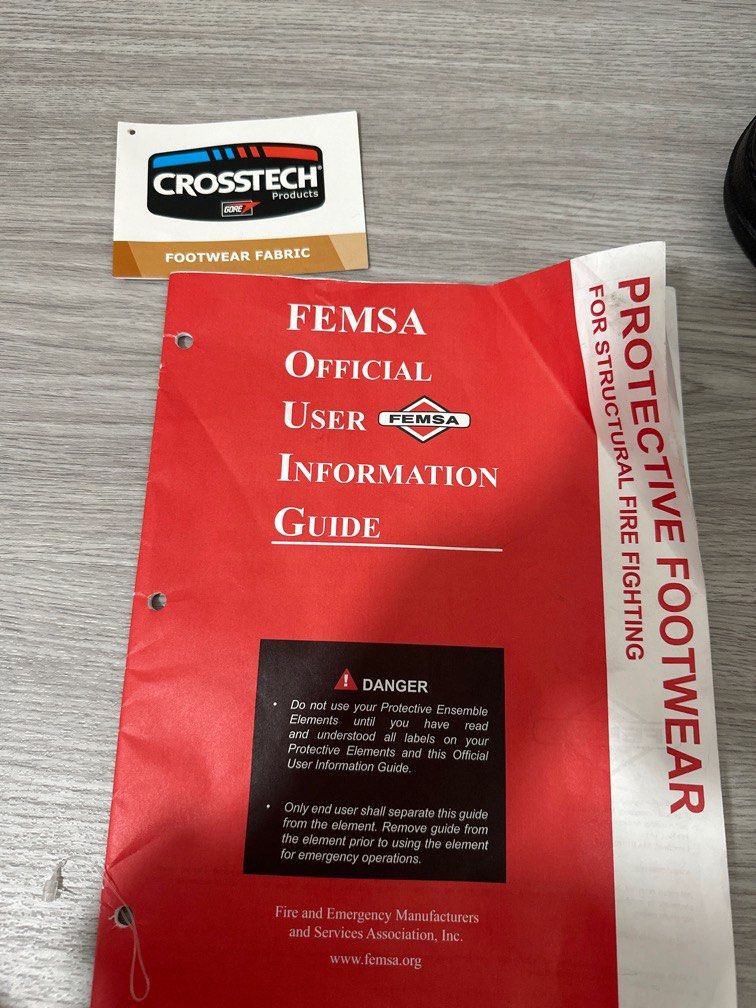 CROSSTECH®
Products
GORE
FOOTWEAR FABRIC
FEMSA
OFFICIAL
USER
FEMSA
INFORMATION
GUIDE
PROTECTIVE FOOTWEAR
FOR STRUCTURAL FIRE FIGHTING
DANGER
• Do not use your Protective Ensemble
Elements until you have read
and understood all labels on your
Protective Elements and this Official
User Information Guide.
• Only end user shall separate this guide
from the element. Remove guide from
the element prior to using the element
for emergency operations.
Fire and Emergency Manufacturers
and Services Association, Inc.
www.femsa.org